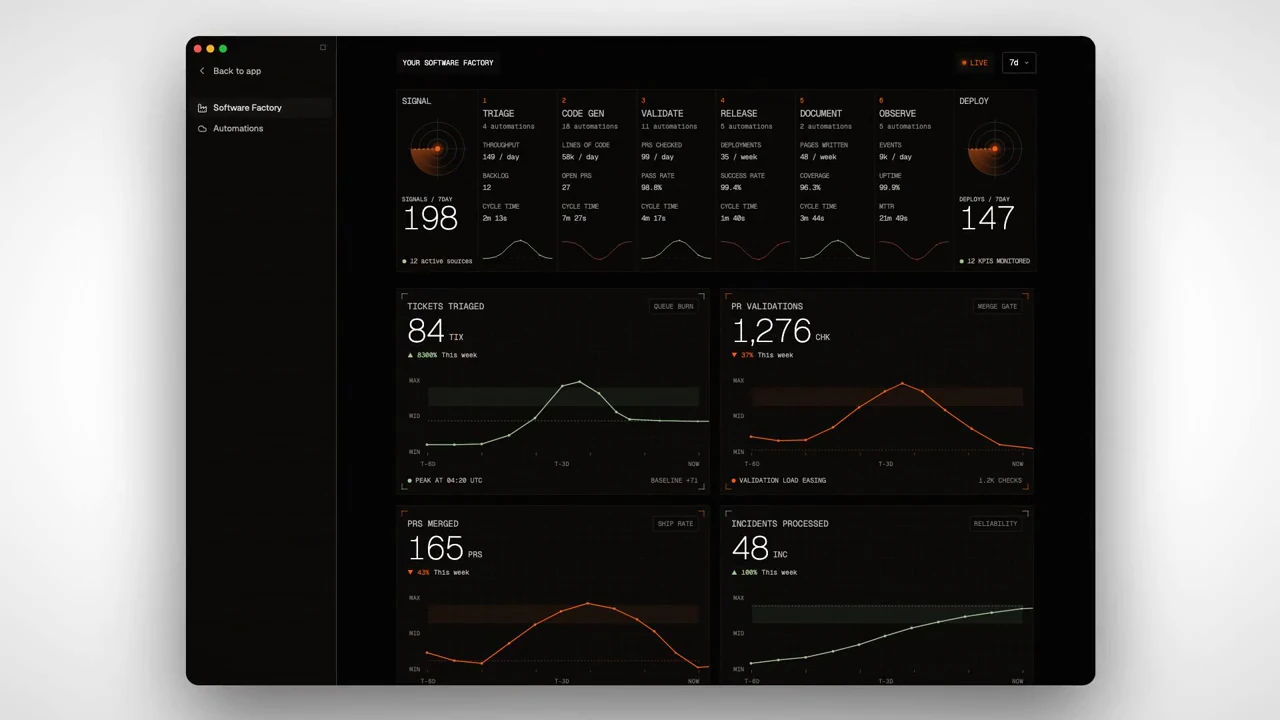 Back to app
Software Factory
Automations
YOUR SOFTWARE FACTORY
LIVE
7d
SIGNAL
SIGNALS / 7DAY
198
12 active sources
1
TRIAGE
4 automations
THROUGHPUT
149 / day
BACKLOG
12
CYCLE TIME
2m 13s
2
CODE GEN
18 automations
LINES OF CODE
58k / day
OPEN PRS
27
CYCLE TIME
7m 27s
3
VALIDATE
11 automations
PRS CHECKED
99 / day
PASS RATE
98.8%
CYCLE TIME
4m 17s
4
RELEASE
5 automations
DEPLOYMENTS
35 / week
SUCCESS RATE
99.4%
CYCLE TIME
1m 40s
5
DOCUMENT
2 automations
PAGES WRITTEN
48 / week
COVERAGE
96.3%
CYCLE TIME
3m 44s
6
OBSERVE
5 automations
EVENTS
9k / day
UPTIME
99.9%
MTTR
21m 49s
DEPLOY
DEPLOYS / 7DAY
147
12 KPIS MONITORED
TICKETS TRIAGED
QUEUE BURN
84 TIX
▲ 8300% This week
MAX
MID
MIN
T-6D T-3D NOW
PEAK AT 04:20 UTC
BASELINE +71
PR VALIDATIONS
MERGE GATE
1,276 CHK
▼ 37% This week
MAX
MID
MIN
T-6D T-3D NOW
VALIDATION LOAD EASING
1.2K CHECKS
PRS MERGED
SHIP RATE
165 PRS
▼ 43% This week
MAX
MID
MIN
T-6D T-3D NOW
INCIDENTS PROCESSED
RELIABILITY
48 INC
▲ 100% This week
MAX
MID
MIN
T-6D T-3D NOW